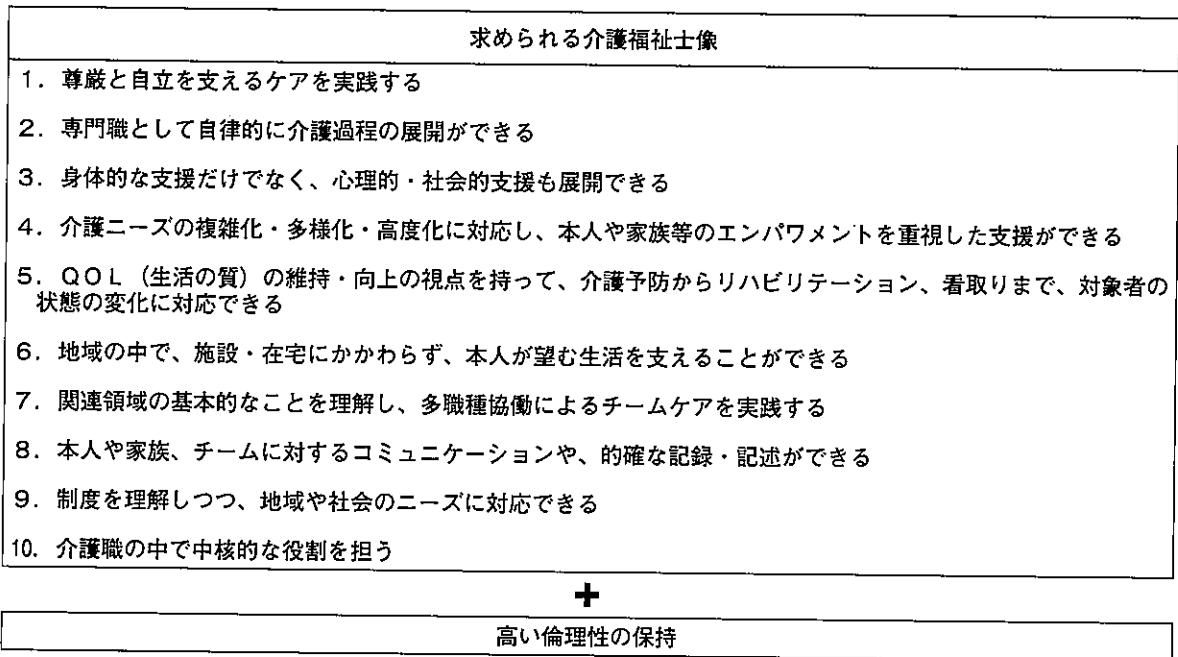 求められる介護福祉士像
1. 尊厳と自立を支えるケアを実践する
2. 専門職として自律的に介護過程の展開ができる
3. 身体的な支援だけでなく、心理的・社会的支援も展開できる
4. 介護ニーズの複雑化・多様化・高度化に対応し、本人や家族等のエンパワメントを重視した支援ができる
5. QOL(生活の質)の維持・向上の視点を持って、介護予防からリハビリテーション、看取りまで、対象者の
状態の変化に対応できる
6. 地域の中で、施設・在宅にかかわらず、本人が望む生活を支えることができる
7. 関連領域の基本的なことを理解し、多職種協働によるチームケアを実践する
8. 本人や家族、チームに対するコミュニケーションや、的確な記録・記述ができる
9. 制度を理解しつつ、地域や社会のニーズに対応できる
10. 介護職の中で中核的な役割を担う
+
高い倫理性の保持